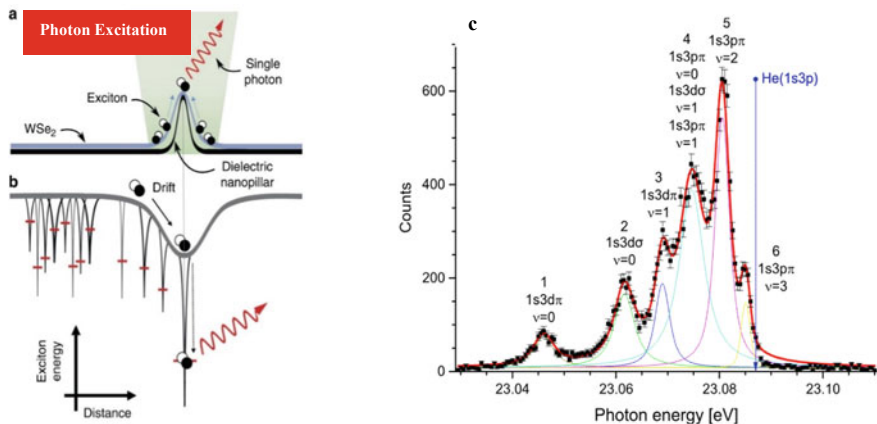 a
Photon Excitation
Single
photon
Exciton
WSe₂
Dielectric
nanopillar
b
Drift
Exciton
energy
Distance
c
Counts
600
400
200
0
1
1s3dπ
ν=0
2
1s3dσ
ν=0
3
1s3dπ
ν=1
4
1s3pπ
ν=0
1s3dσ
ν=1
1s3pπ
ν=1
5
1s3pπ
ν=2
He(1s3p)
6
1s3pπ
ν=3
23.04 23.06 23.08 23.10
Photon energy [eV]